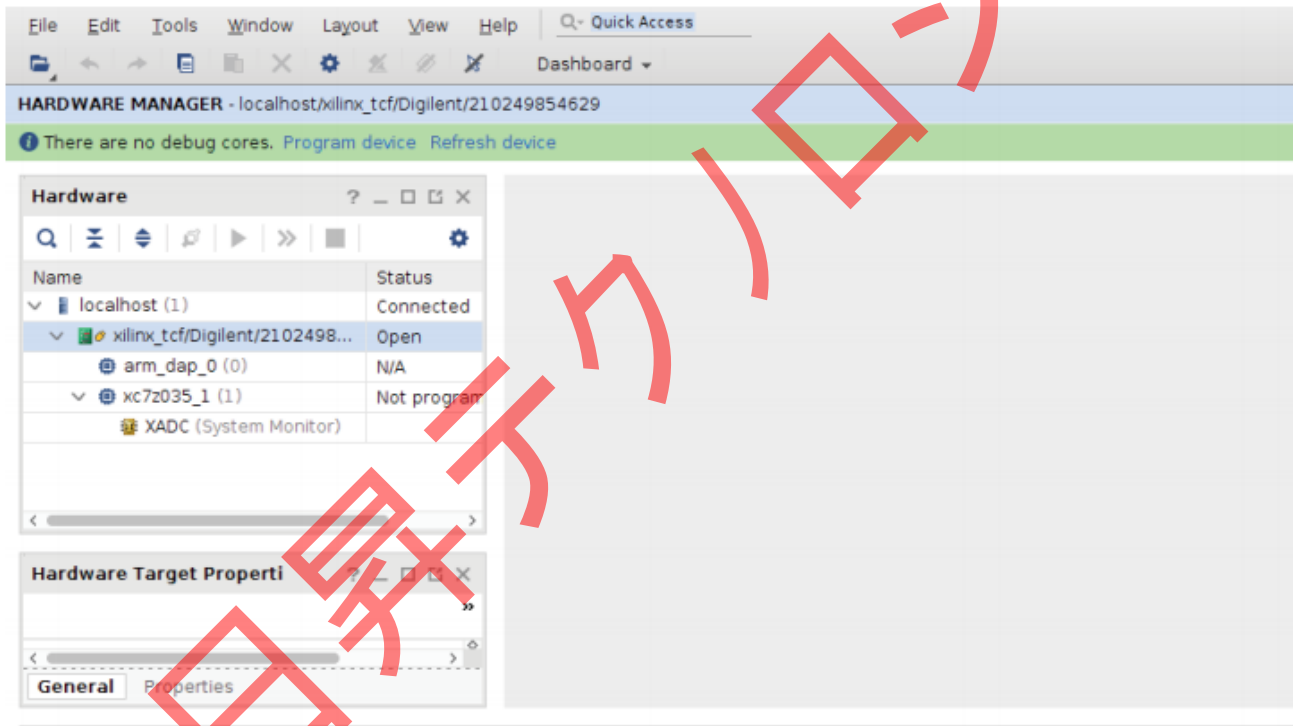 File Edit Tools Window Layout View Help Quick Access
Dashboard
HARDWARE MANAGER - localhost/xilinx_tcf/Digilent/210249854629
There are no debug cores. Program device Refresh device
Hardware ?
Name Status
localhost (1) Connected
xilinx_tcf/Digilent/2102498... Open
arm_dap_0 (0) N/A
xc7z035_1 (1) Not program
XADC (System Monitor)
Hardware Target Properti ?
General Properties
日昇テクノロジ